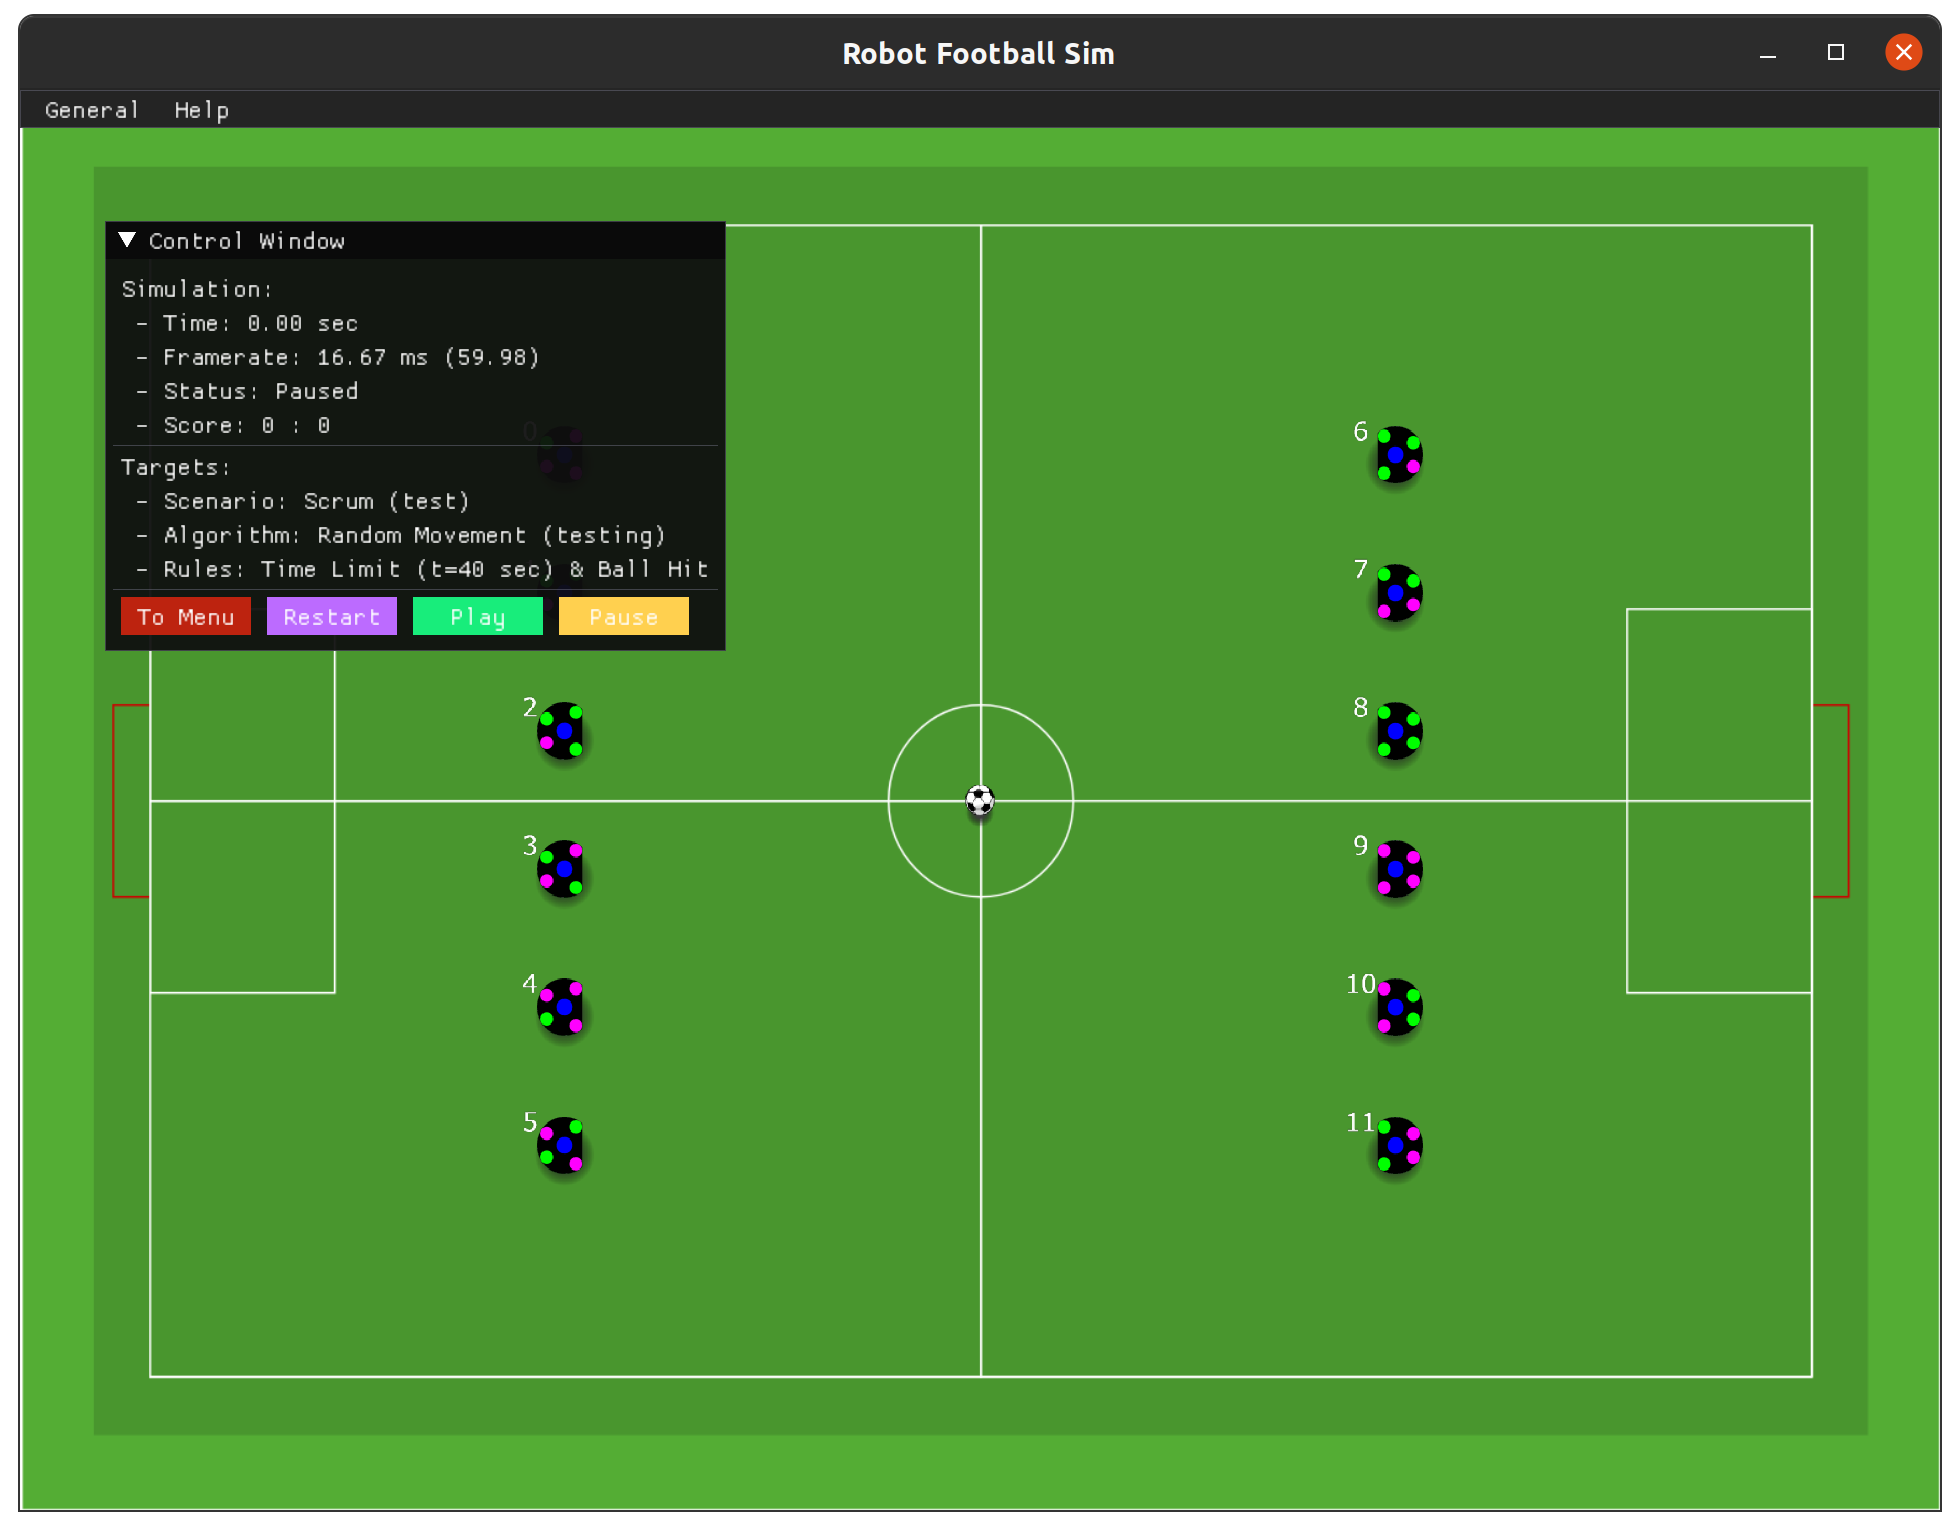 Robot Football Sim
General Help
Control Window
Simulation:
- Time: 0.00 sec
- Framerate: 16.67 ms (59.98)
- Status: Paused
- Score: 0 : 0
Targets:
- Scenario: Scrum (test)
- Algorithm: Random Movement (testing)
- Rules: Time Limit (t=40 sec) & Ball Hit
To Menu Restart Play Pause
0
6
7
2
8
3
9
4
10
5
11